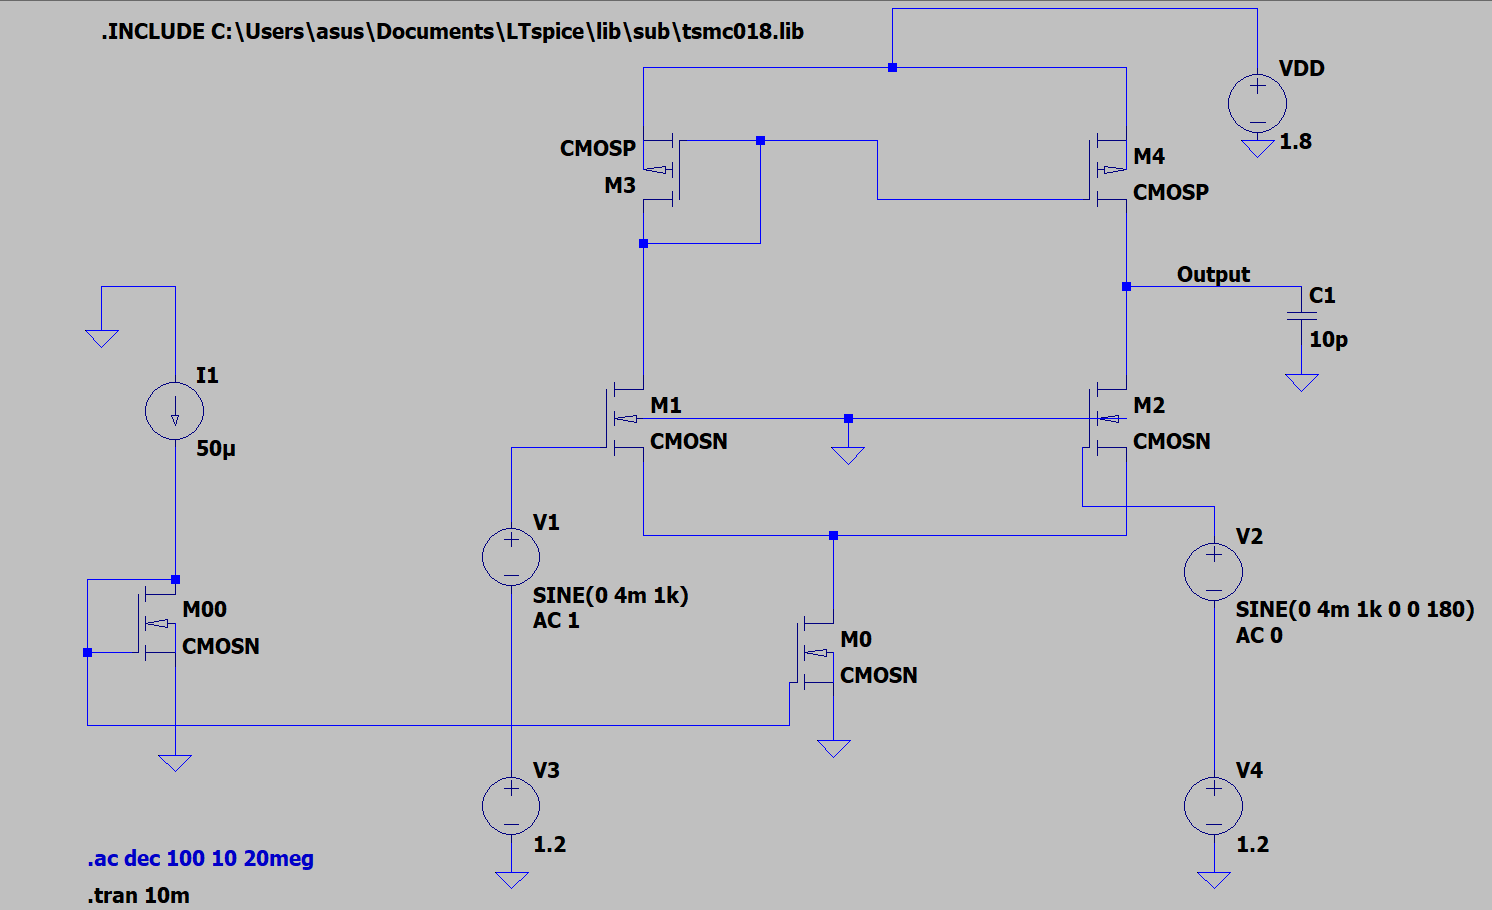 .INCLUDE C:\Users\asus\Documents\LTspice\lib\sub\tsmc018.lib
VDD
1.8
CMOSP
M3
M4
CMOSP
Output
C1
10p
I1
50µ
M1
CMOSN
M2
CMOSN
V1
SINE(0 4m 1k)
AC 1
V2
SINE(0 4m 1k 0 0 180)
AC 0
M00
CMOSN
M0
CMOSN
V3
1.2
V4
1.2
.ac dec 100 10 20meg
.tran 10m